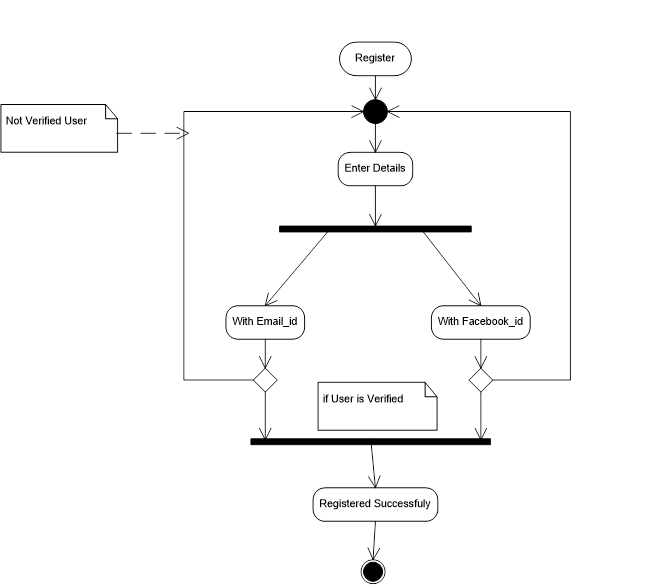 Register
Not Verified User
Enter Details
With Email_id
With Facebook_id
if User is Verified
Registered Successfuly